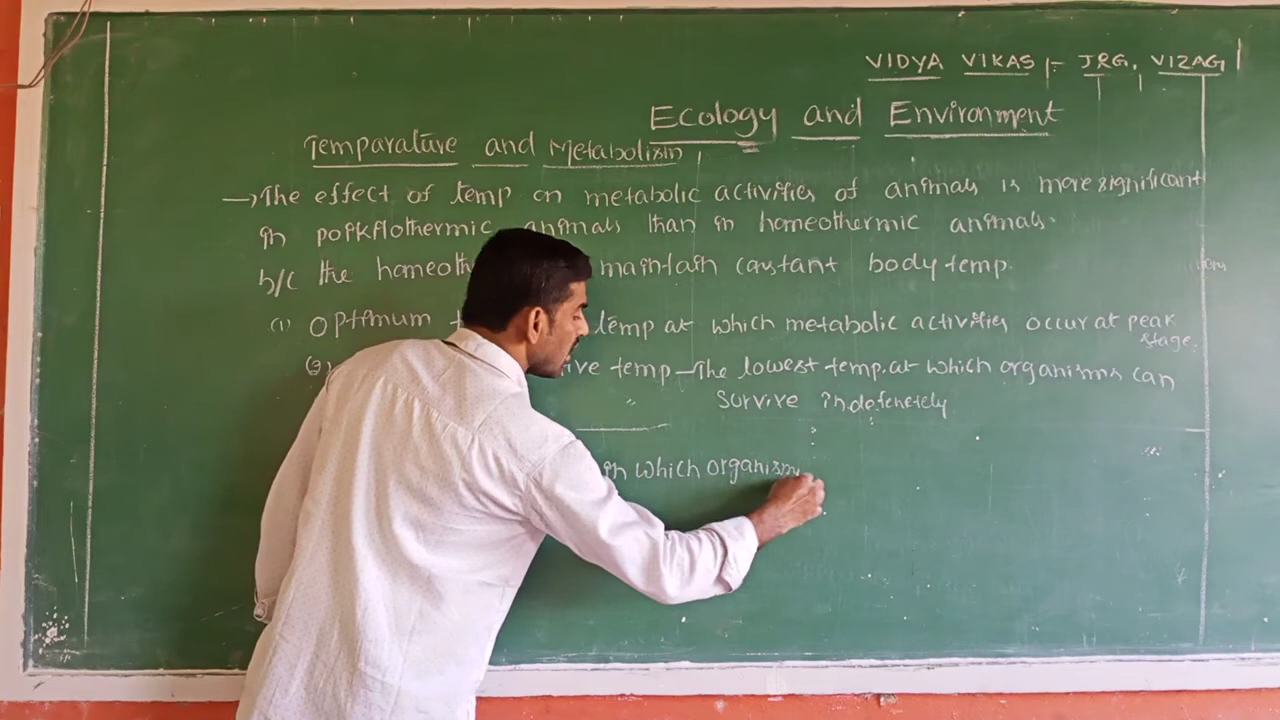 VIDYA VIKAS :- JRG, VIZAG
Ecology and Environment
Temparature and Metabolism
→ The effect of temp on metabolic activities of animals is more significant
in poikilothermic animals than in homeothermic animals.
b/c the homeoth maintain constant body temp.
(1) Optimum temp at which metabolic activities occur at peak
stage.
(2) ive temp - The lowest temp. at which organisms can
survive indefenetely
in which organism